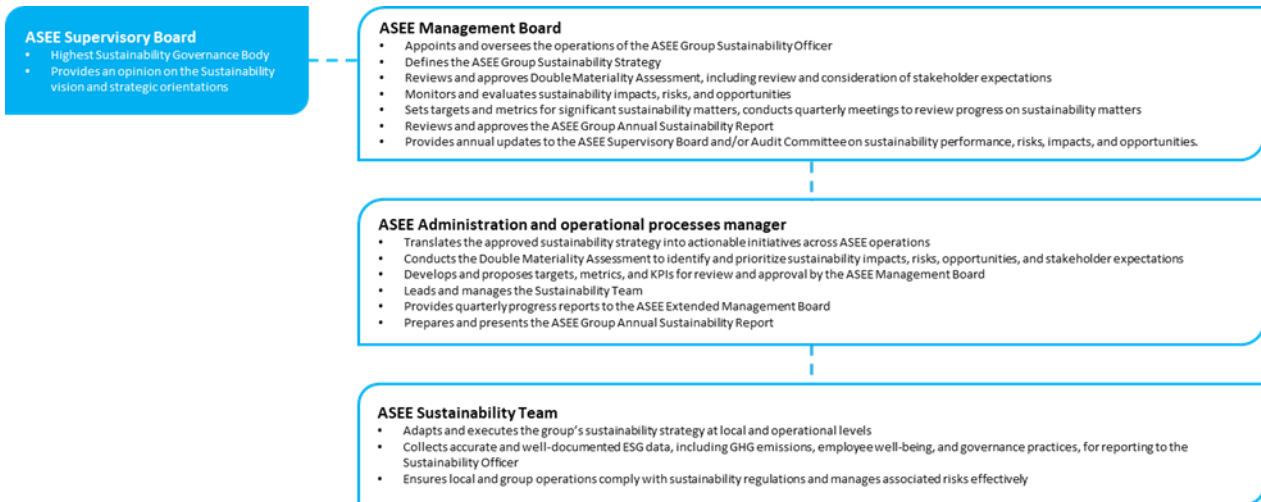 ASEE Supervisory Board
• Highest Sustainability Governance Body
• Provides an opinion on the Sustainability
vision and strategic orientations
ASEE Management Board
• Appoints and oversees the operations of the ASEE Group Sustainability Officer
• Defines the ASEE Group Sustainability Strategy
• Reviews and approves Double Materiality Assessment, including review and consideration of stakeholder expectations
• Monitors and evaluates sustainability impacts, risks, and opportunities
• Sets targets and metrics for significant sustainability matters, conducts quarterly meetings to review progress on sustainability matters
• Reviews and approves the ASEE Group Annual Sustainability Report
• Provides annual updates to the ASEE Supervisory Board and/or Audit Committee on sustainability performance, risks, impacts, and opportunities.
ASEE Administration and operational processes manager
• Translates the approved sustainability strategy into actionable initiatives across ASEE operations
• Conducts the Double Materiality Assessment to identify and prioritize sustainability impacts, risks, opportunities, and stakeholder expectations
• Develops and proposes targets, metrics, and KPIs for review and approval by the ASEE Management Board
• Leads and manages the Sustainability Team
• Provides quarterly progress reports to the ASEE Extended Management Board
• Prepares and presents the ASEE Group Annual Sustainability Report
ASEE Sustainability Team
• Adapts and executes the group's sustainability strategy at local and operational levels
• Collects accurate and well-documented ESG data, including GHG emissions, employee well-being, and governance practices, for reporting to the
Sustainability Officer
• Ensures local and group operations comply with sustainability regulations and manages associated risks effectively